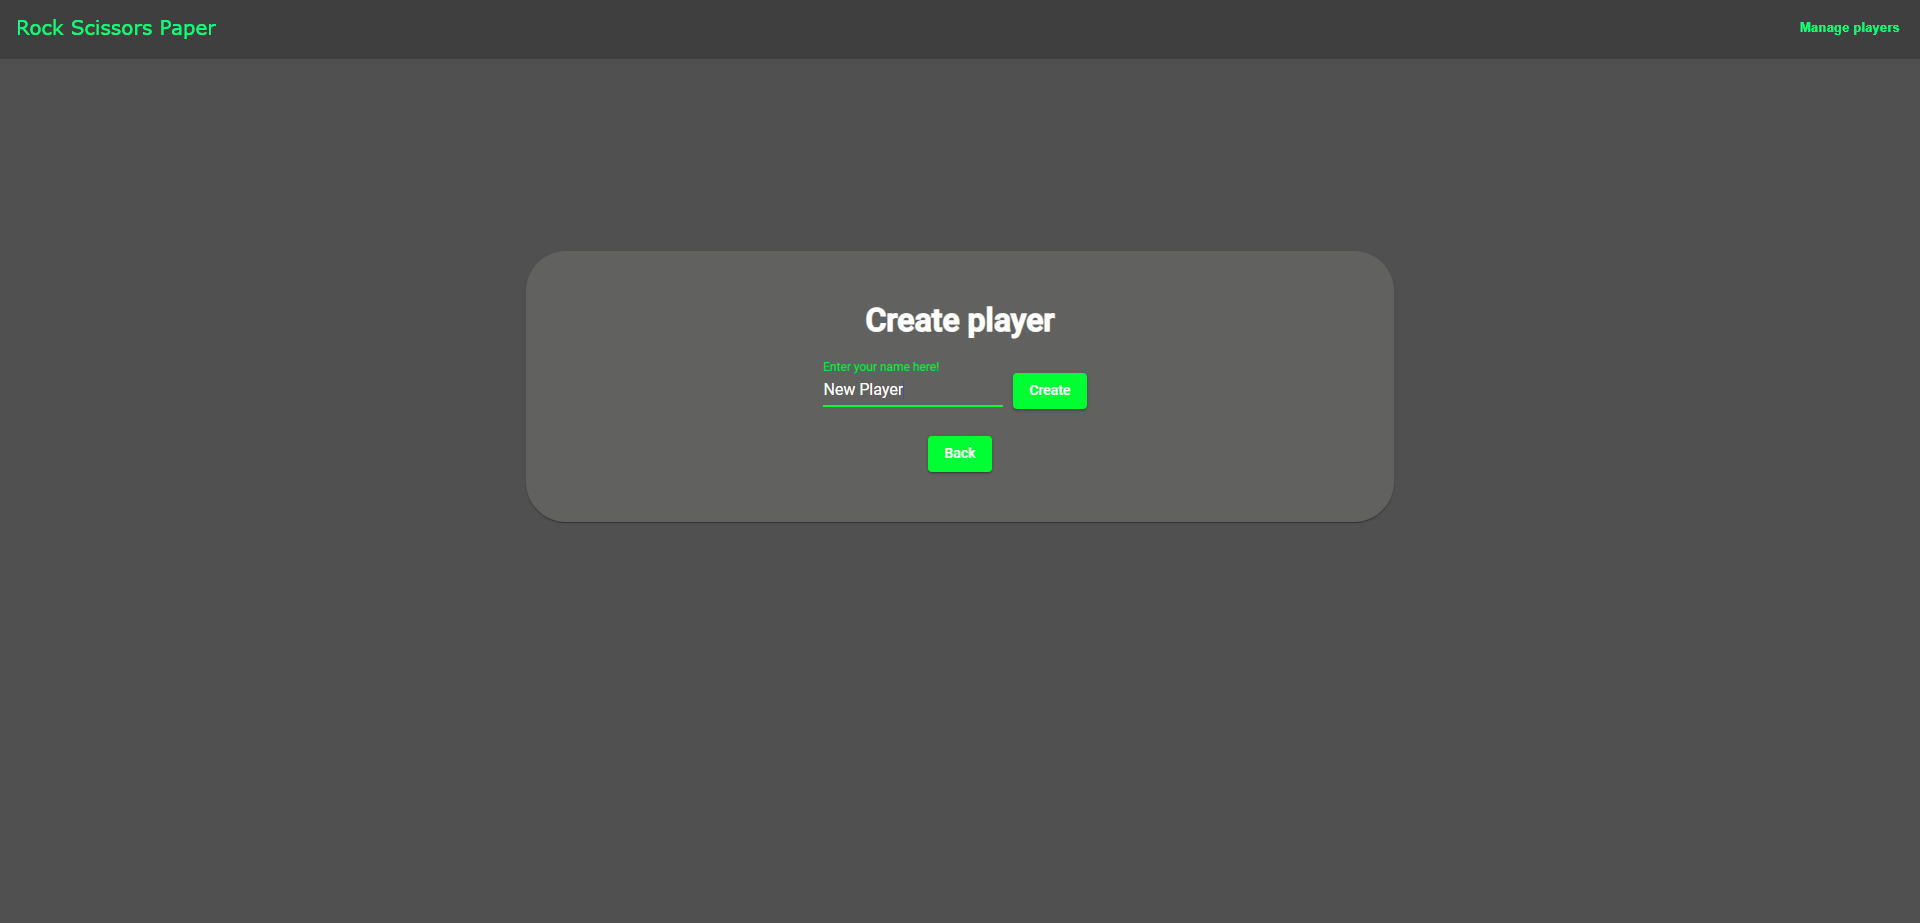 Rock Scissors Paper
Manage players
Create player
Enter your name here!
New Player
Create
Back